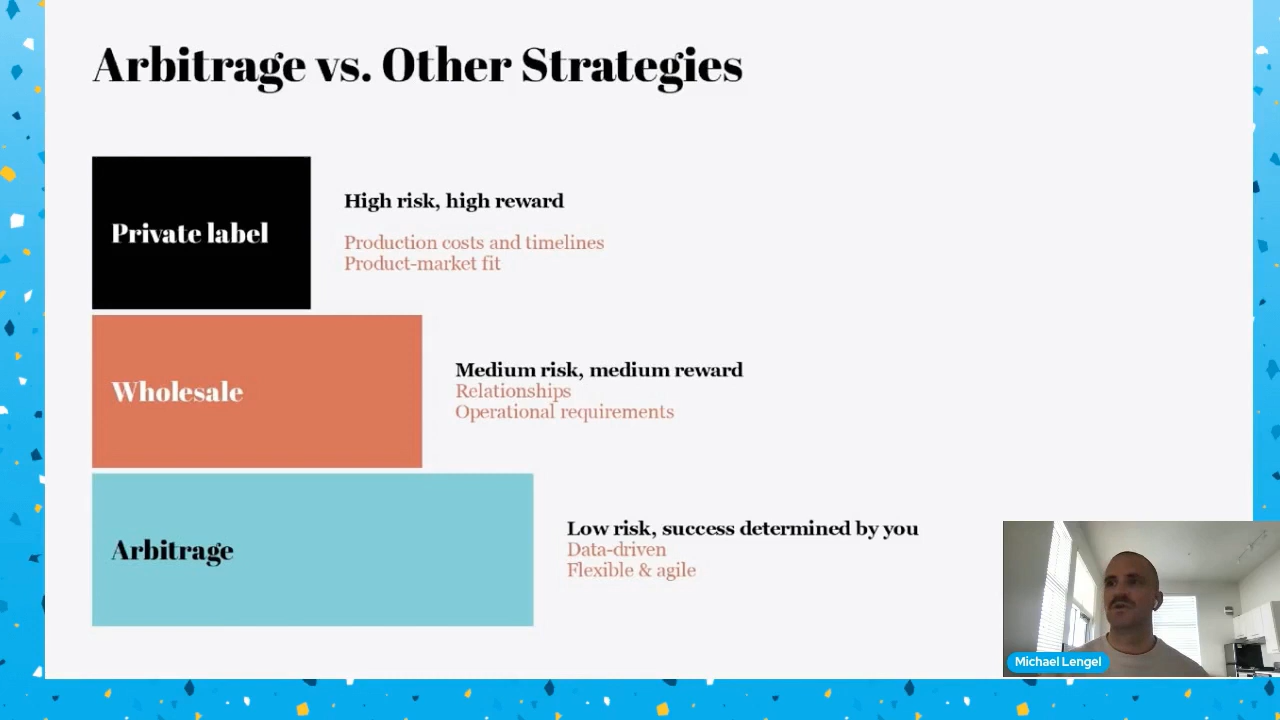 Arbitrage vs. Other Strategies
Private label
High risk, high reward
Production costs and timelines
Product-market fit
Wholesale
Medium risk, medium reward
Relationships
Operational requirements
Arbitrage
Low risk, success determined by you
Data-driven
Flexible & agile
Michael Lengel